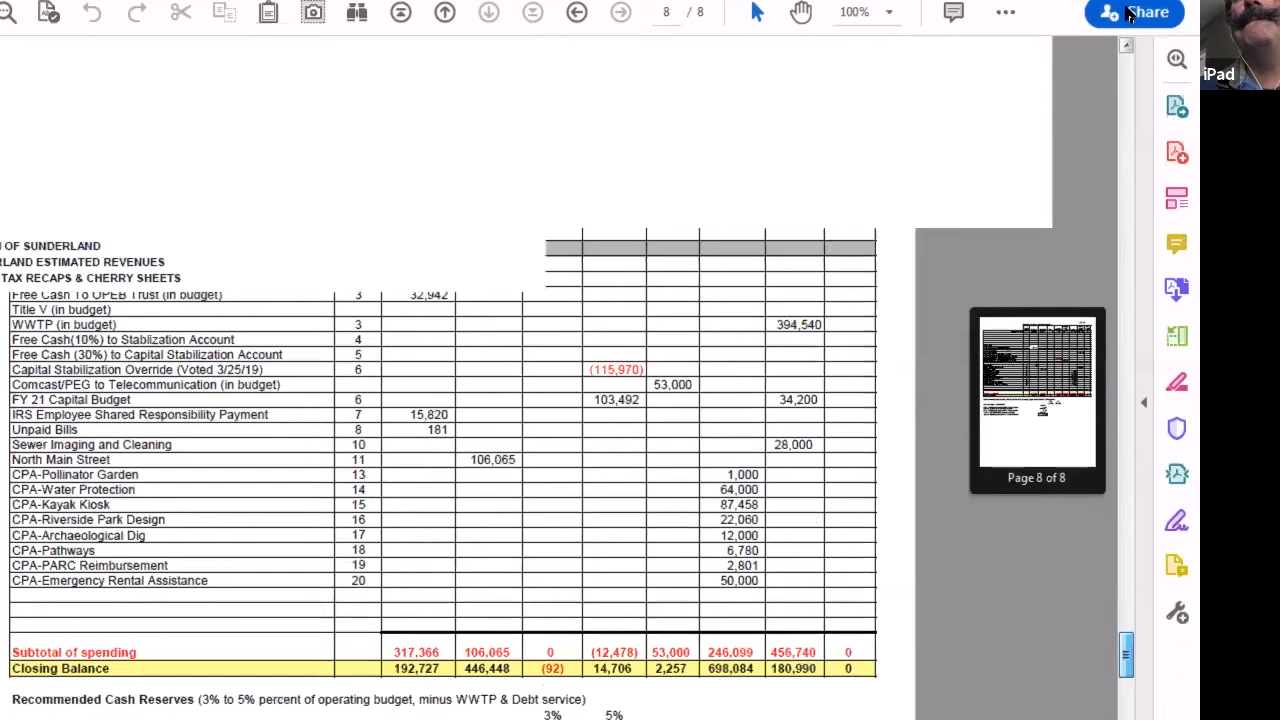 8 / 8 100% Share
iPad
OF SUNDERLAND
RLAND ESTIMATED REVENUES
TAX RECAPS & CHERRY SHEETS
Free Cash To OPEB Trust (in budget) 3 32,942
Title V (in budget)
WWTP (in budget) 3 394,540
Free Cash(10%) to Stablization Account 4
Free Cash (30%) to Capital Stabilization Account 5
Capital Stabilization Override (Voted 3/25/19) 6 (115,970)
Comcast/PEG to Telecommunication (in budget) 53,000
FY 21 Capital Budget 6 103,492 34,200
IRS Employee Shared Responsibility Payment 7 15,820
Unpaid Bills 8 181
Sewer Imaging and Cleaning 10 28,000
North Main Street 11 106,065
CPA-Pollinator Garden 13 1,000
CPA-Water Protection 14 64,000
CPA-Kayak Kiosk 15 87,458
Page 8 of 8
CPA-Riverside Park Design 16 22,060
CPA-Archaeological Dig 17 12,000
CPA-Pathways 18 6,780
CPA-PARC Reimbursement 19 2,801
CPA-Emergency Rental Assistance 20 50,000
Subtotal of spending 317,366 106,065 0 (12,478) 53,000 246,099 456,740 0
Closing Balance 192,727 446,448 (92) 14,706 2,257 698,084 180,990 0
Recommended Cash Reserves (3% to 5% percent of operating budget, minus WWTP & Debt service)
3% 5%